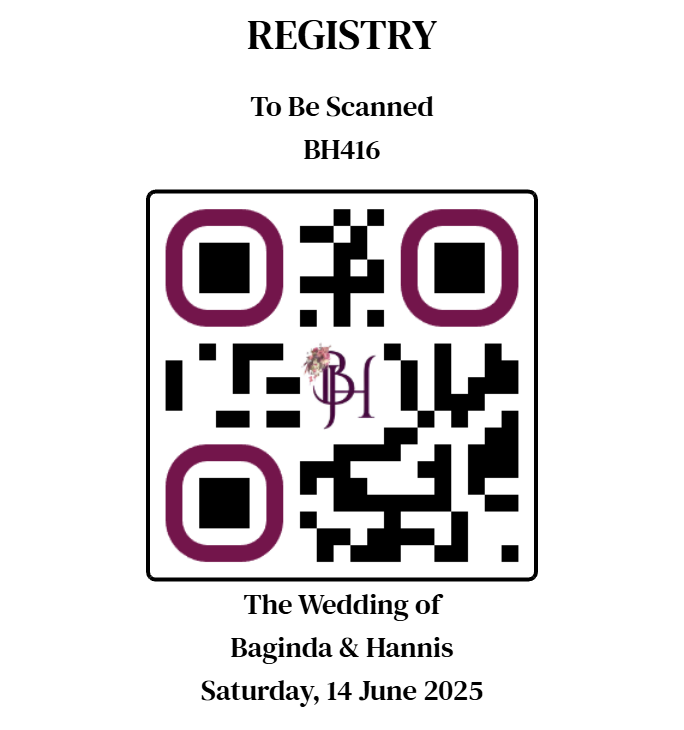 REGISTRY
To Be Scanned
BH416
BH
The Wedding of
Baginda & Hannis
Saturday, 14 June 2025